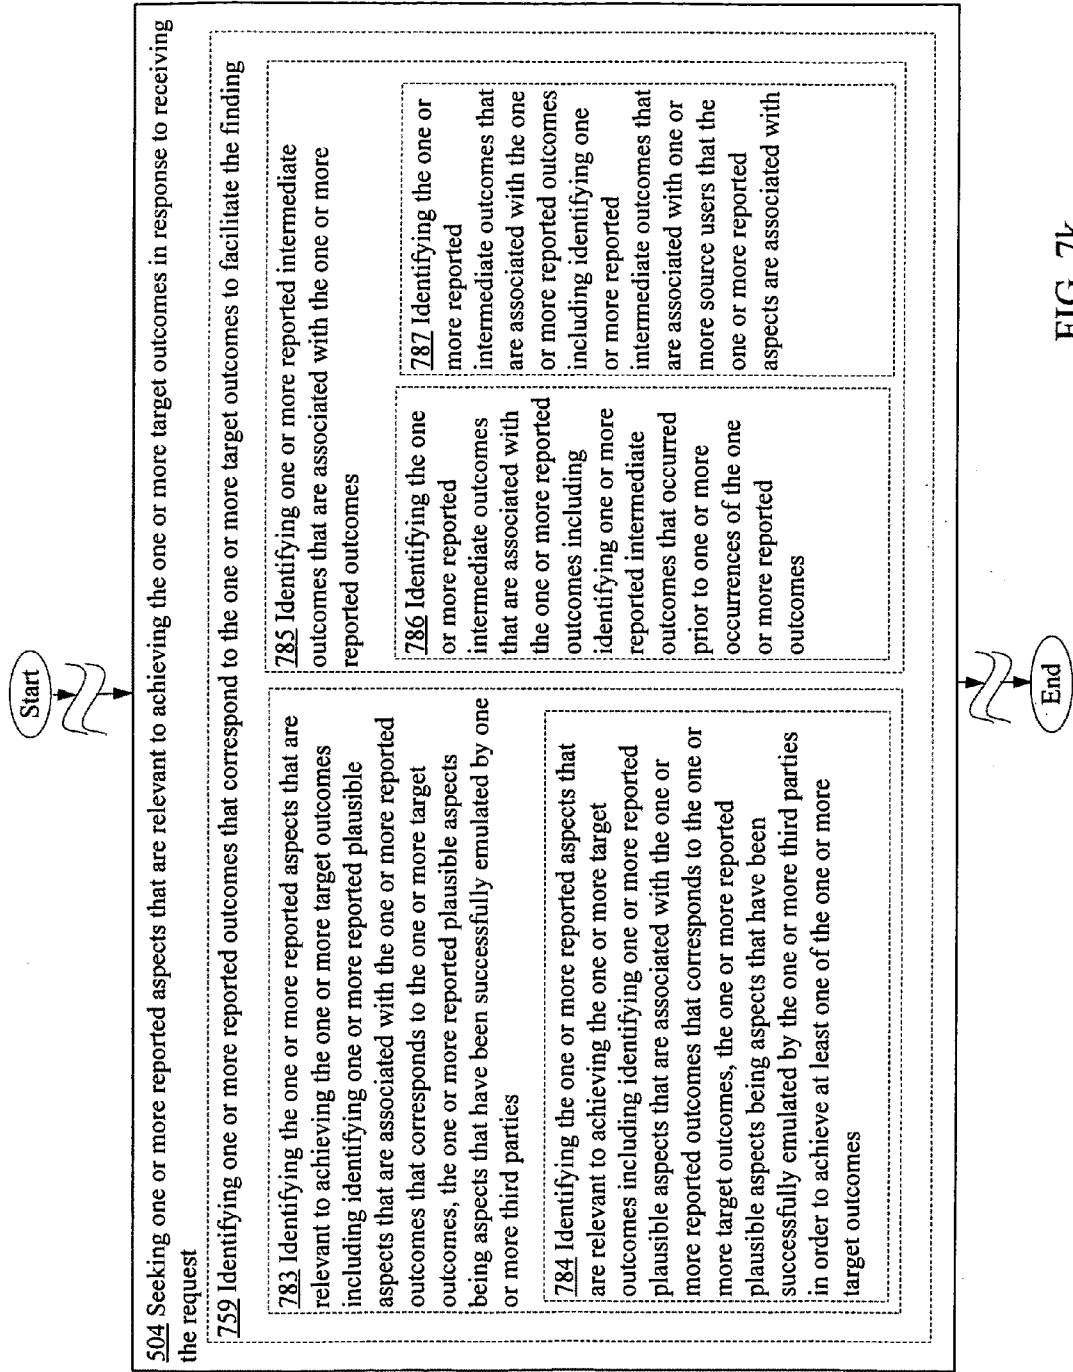 Start
504 Seeking one or more reported aspects that are relevant to achieving the one or more target outcomes in response to receiving
the request
759 Identifying one or more reported outcomes that correspond to the one or more target outcomes to facilitate the finding
783 Identifying the one or more reported aspects that are
relevant to achieving the one or more target outcomes
including identifying one or more reported plausible
aspects that are associated with the one or more reported
outcomes that corresponds to the one or more target
outcomes, the one or more reported plausible aspects
being aspects that have been successfully emulated by one
or more third parties
784 Identifying the one or more reported aspects that
are relevant to achieving the one or more target
outcomes including identifying one or more reported
plausible aspects that are associated with the one or
more reported outcomes that corresponds to the one or
more target outcomes, the one or more reported
plausible aspects being aspects that have been
successfully emulated by the one or more third parties
in order to achieve at least one of the one or more
target outcomes
785 Identifying one or more reported intermediate
outcomes that are associated with the one or more
reported outcomes
786 Identifying the one
or more reported
intermediate outcomes
that are associated with
the one or more reported
outcomes including
identifying one or more
reported intermediate
outcomes that occurred
prior to one or more
occurrences of the one
or more reported
outcomes
787 Identifying the one or
more reported
intermediate outcomes that
are associated with the one
or more reported outcomes
including identifying one
or more reported
intermediate outcomes that
are associated with one or
more source users that the
one or more reported
aspects are associated with
End
FIG. 7k